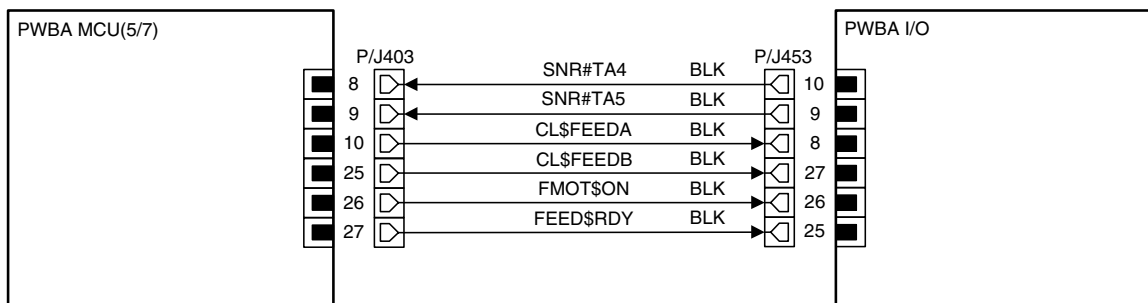 PWBA MCU(5/7)
PWBA I/O
P/J403
P/J453
8 SNR#TA4 BLK 10
9 SNR#TA5 BLK 9
10 CL$FEEDA BLK 8
25 CL$FEEDB BLK 27
26 FMOT$ON BLK 26
27 FEED$RDY BLK 25